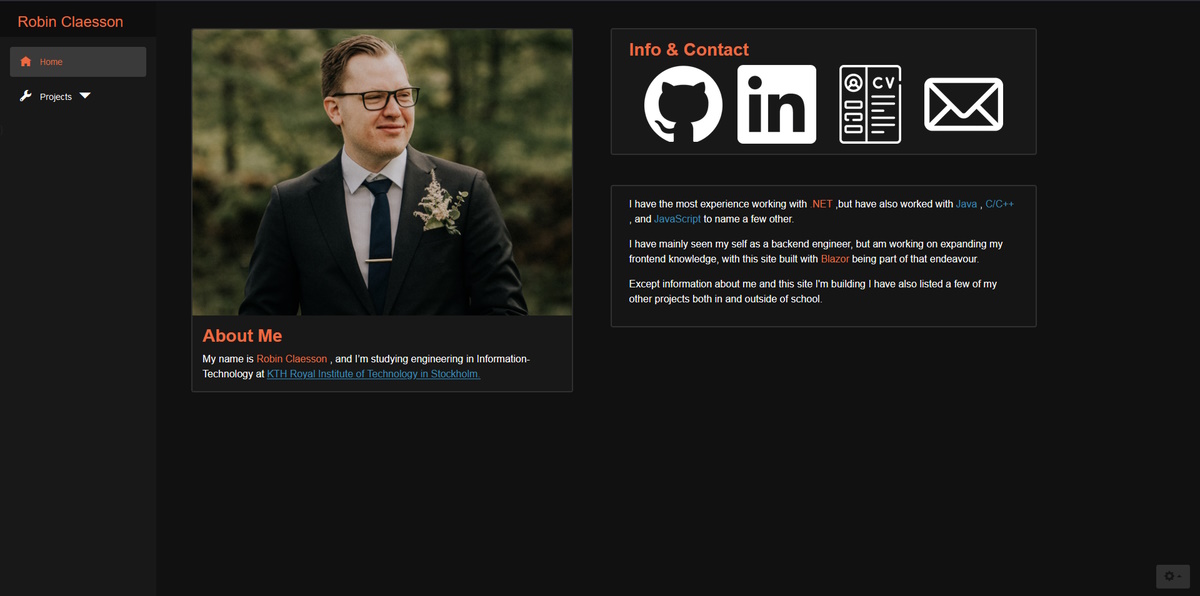 Robin Claesson
Home
Projects
About Me
My name is Robin Claesson , and I'm studying engineering in Information-
Technology at KTH Royal Institute of Technology in Stockholm.
Info & Contact
in
CV
I have the most experience working with .NET ,but have also worked with Java , C/C++
, and JavaScript to name a few other.
I have mainly seen my self as a backend engineer, but am working on expanding my
frontend knowledge, with this site built with Blazor being part of that endeavour.
Except information about me and this site I'm building I have also listed a few of my
other projects both in and outside of school.